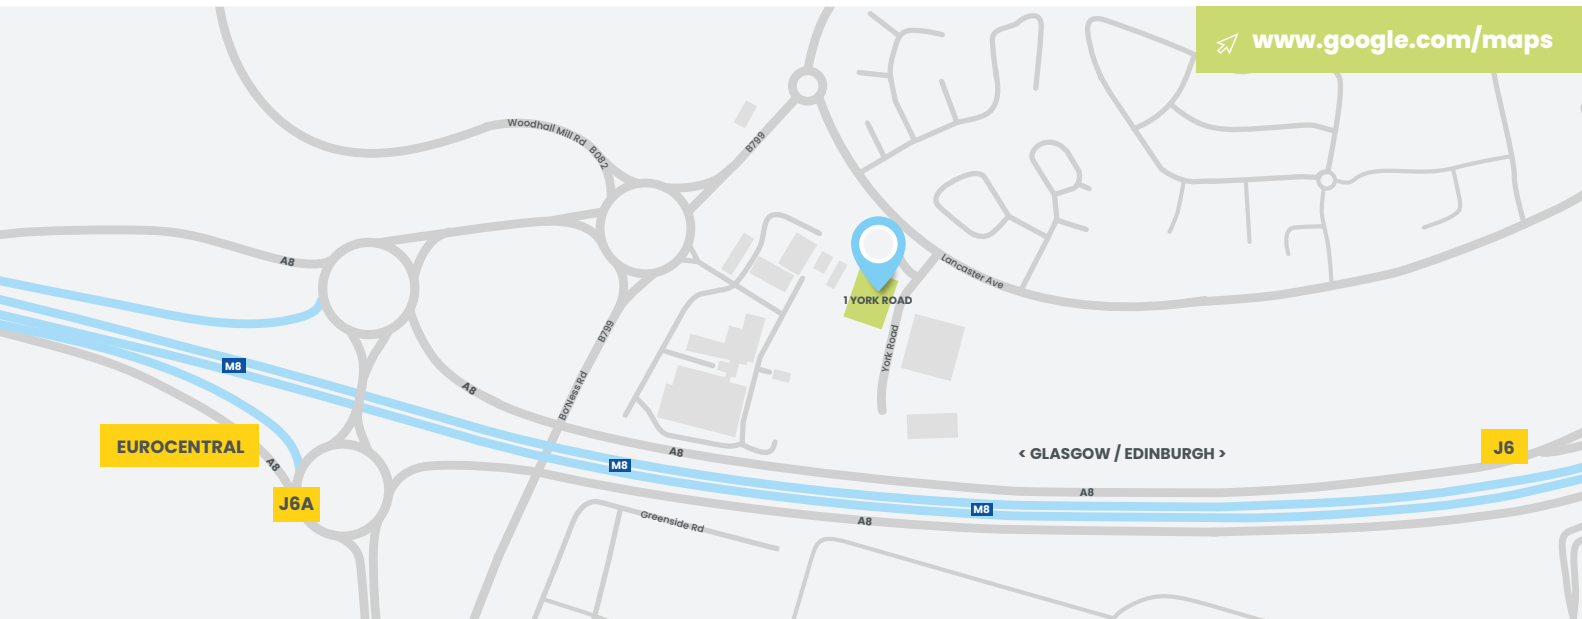 www.google.com/maps
Woodhall Mill Rd B082
B799
A8
Lancaster Ave
1 YORK ROAD
York Road
B799
M8
A8
Bo'Ness Rd
EUROCENTRAL
A8
J6A
A8
M8
< GLASGOW / EDINBURGH >
J6
A8
M8
Greenside Rd
A8